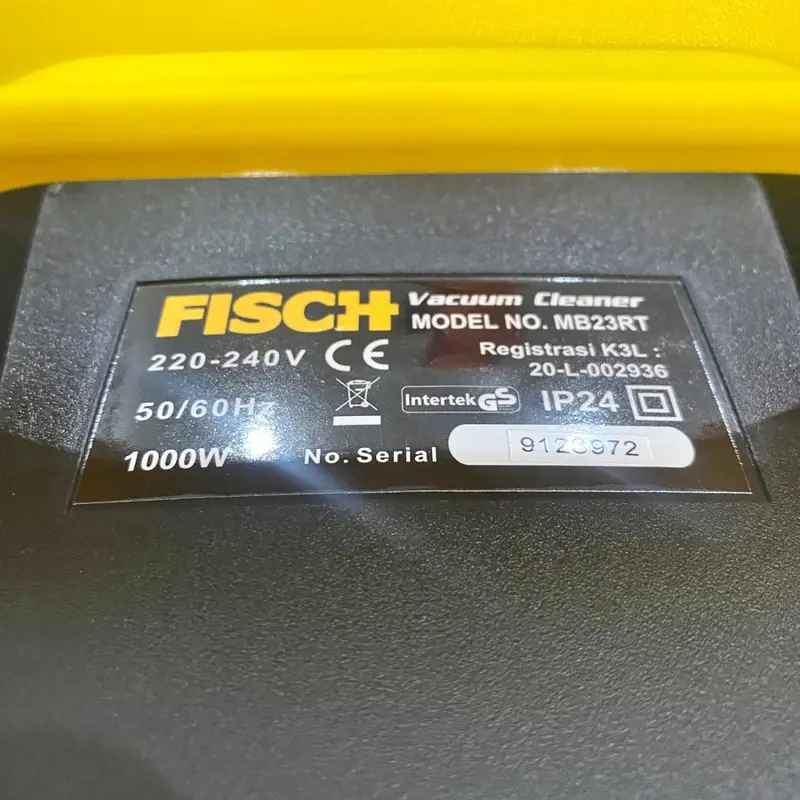 FISCH Vacuum Cleaner
MODEL NO. MB23RT
220-240V CE Registrasi K3L :
20-L-002936
50/60Hz Intertek GS IP24
1000W No. Serial 9123972